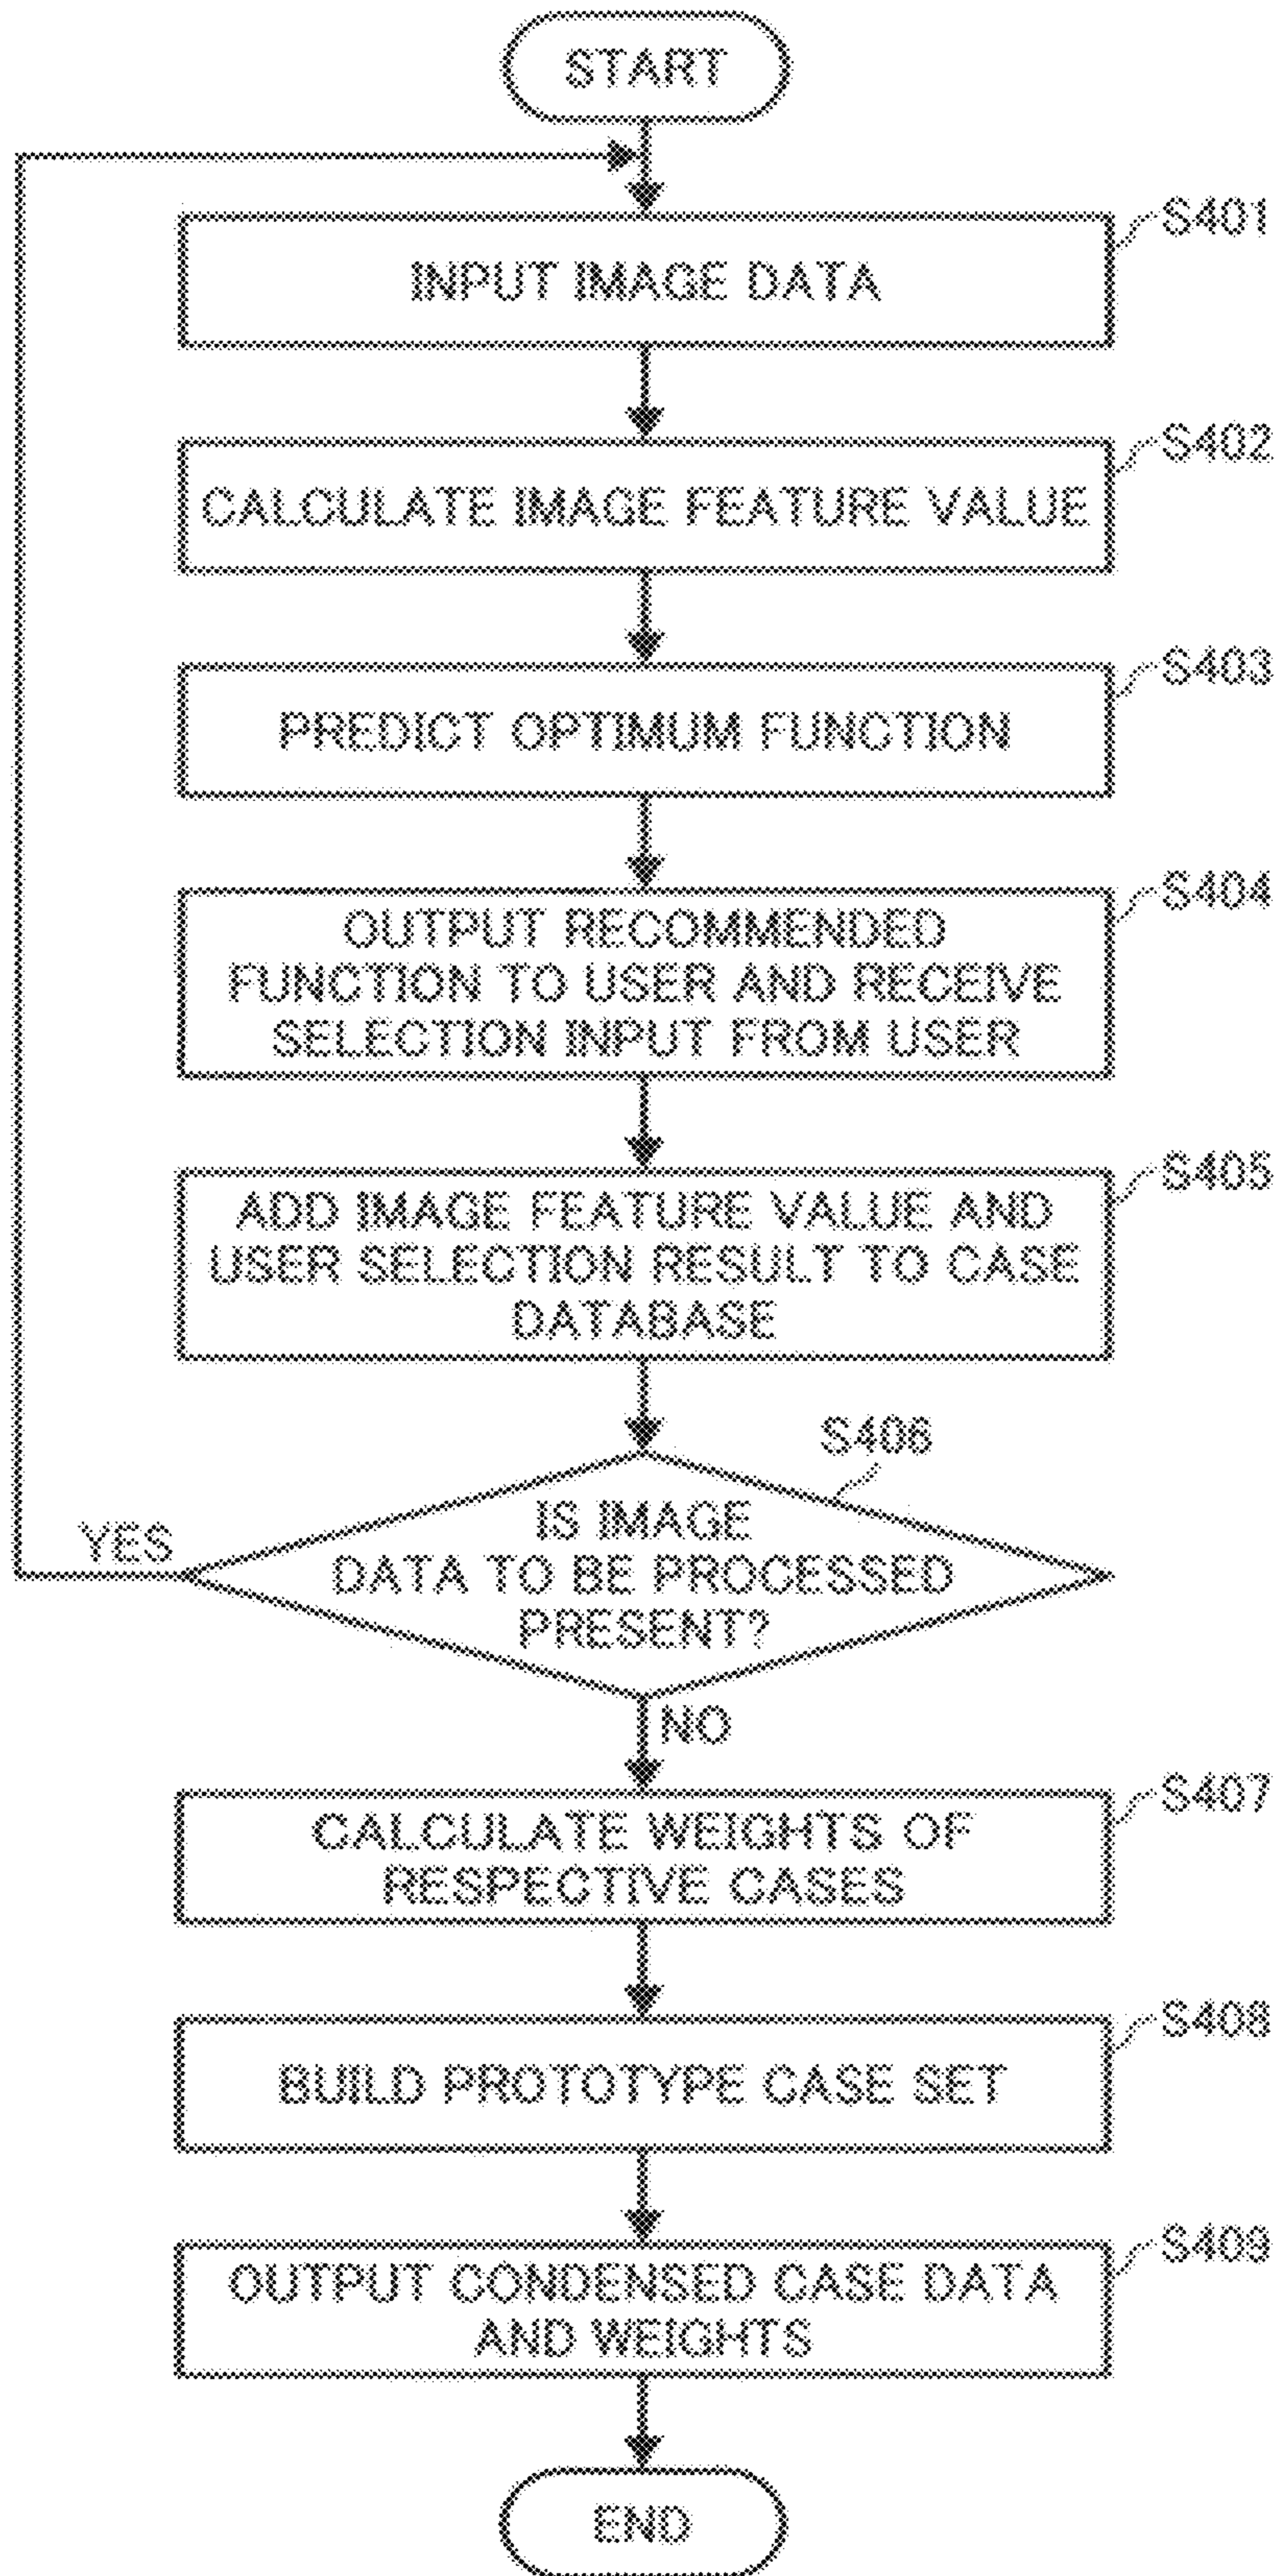 START
S401
INPUT IMAGE DATA
S402
CALCULATE IMAGE FEATURE VALUE
S403
PREDICT OPTIMUM FUNCTION
S404
OUTPUT RECOMMENDED
FUNCTION TO USER AND RECEIVE
SELECTION INPUT FROM USER
S405
ADD IMAGE FEATURE VALUE AND
USER SELECTION RESULT TO CASE
DATABASE
S406
IS IMAGE
DATA TO BE PROCESSED
PRESENT?
YES
NO
S407
CALCULATE WEIGHTS OF
RESPECTIVE CASES
S408
BUILD PROTOTYPE CASE SET
S409
OUTPUT CONDENSED CASE DATA
AND WEIGHTS
END